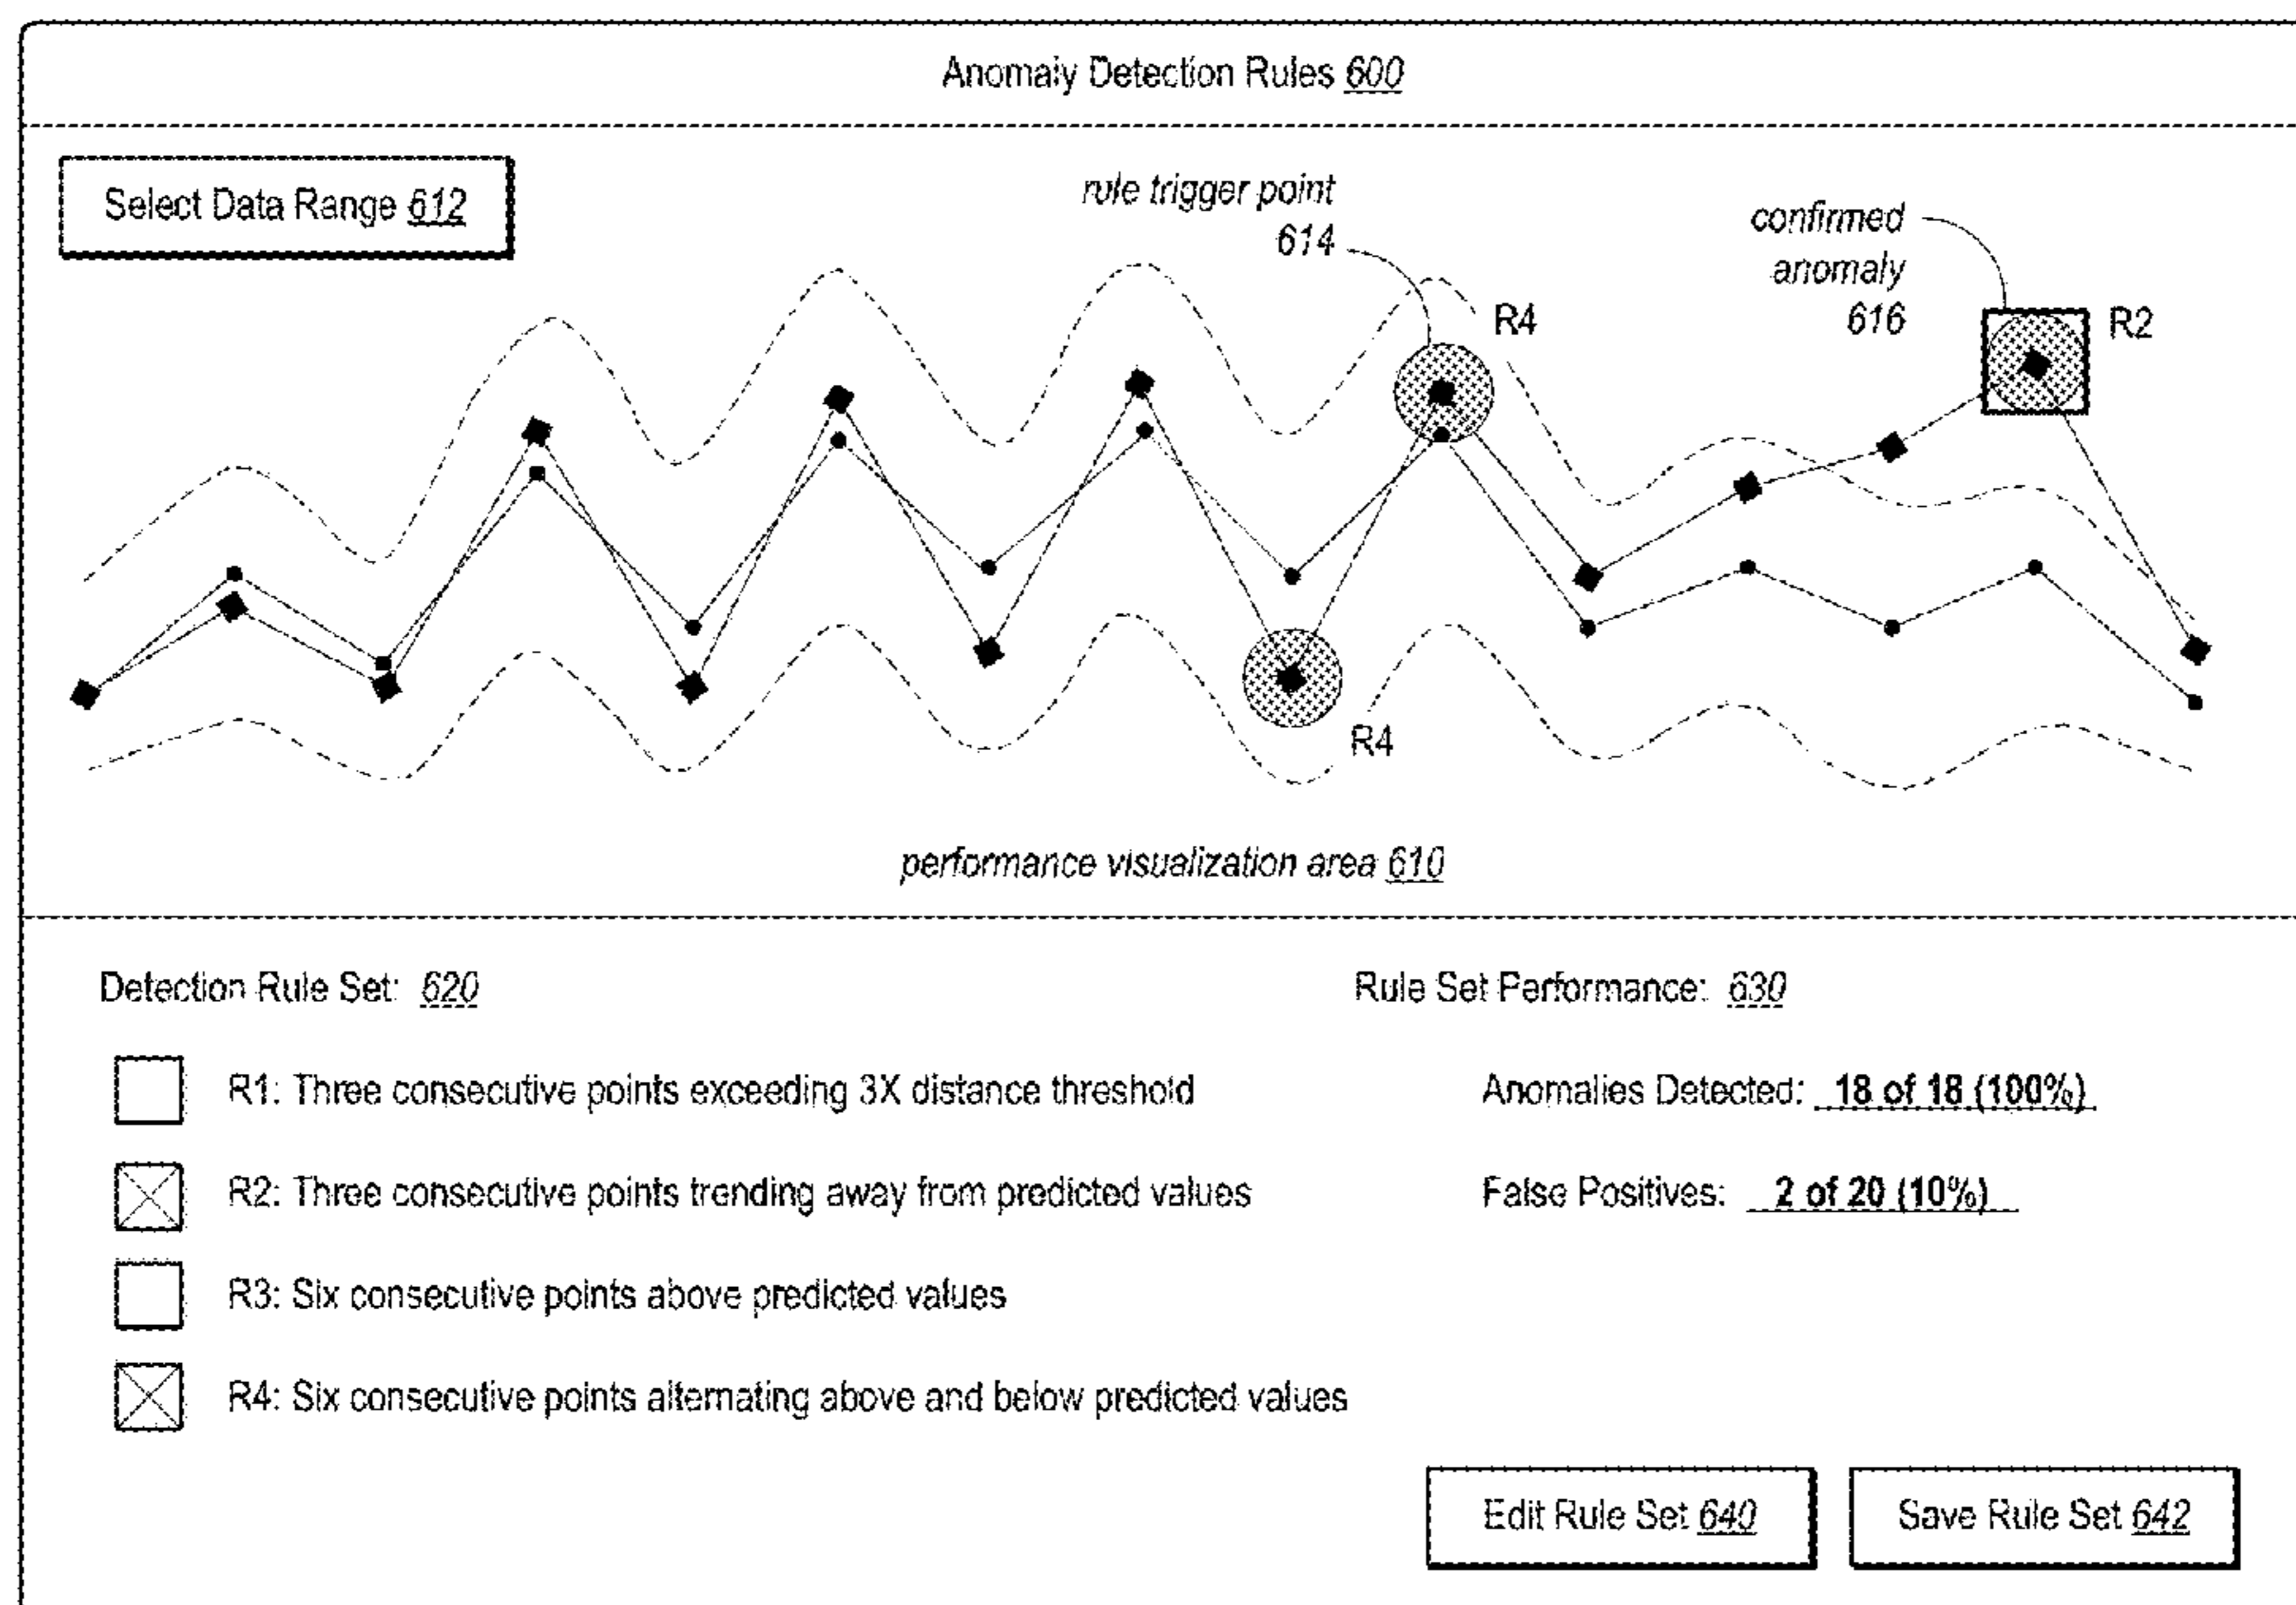 Anomaly Detection Rules 600
Select Data Range 612
rule trigger point
614
confirmed
anomaly
616
R4
R2
R4
performance visualization area 610
Detection Rule Set: 620
Rule Set Performance: 630
R1: Three consecutive points exceeding 3X distance threshold
Anomalies Detected: 18 of 18 (100%)
R2: Three consecutive points trending away from predicted values
False Positives: 2 of 20 (10%)
R3: Six consecutive points above predicted values
R4: Six consecutive points alternating above and below predicted values
Edit Rule Set 640
Save Rule Set 642